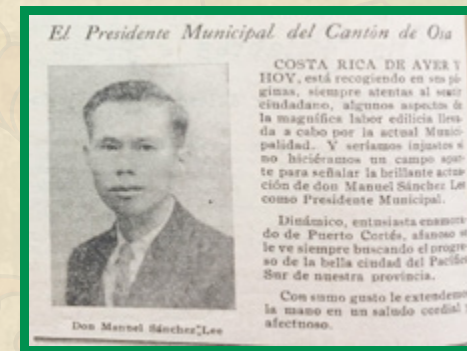 El Presidente Municipal del Cantón de Osa
COSTA RICA DE AYER Y
HOY, está recogiendo en sus pá-
ginas, siempre atentas al sentir
ciudadano, algunos aspectos de
la magnífica labor edilicia lleva-
da a cabo por la actual Munici-
palidad. Y seríamos injustos si
no hiciéramos un campo apar-
te para señalar la brillante actua-
ción de don Manuel Sánchez Lee
como Presidente Municipal.
Dinámico, entusiasta enamora-
do de Puerto Cortés, afanoso se
le ve siempre buscando el progre-
so de la bella ciudad del Pacífico
Sur de nuestra provincia.
Con sumo gusto le extendemos
la mano en un saludo cordial y
afectuoso.
Don Manuel Sánchez Lee